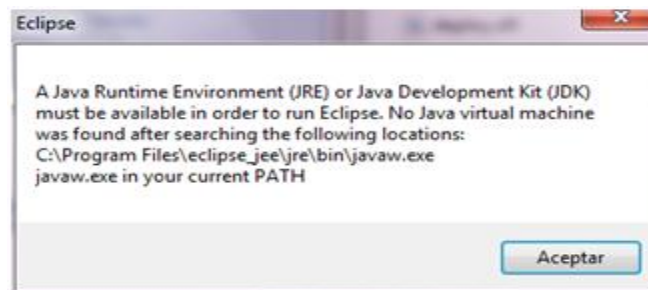 Eclipse
A Java Runtime Environment (JRE) or Java Development Kit (JDK)
must be available in order to run Eclipse. No Java virtual machine
was found after searching the following locations:
C:\Program Files\eclipse_jee\jre\bin\javaw.exe
javaw.exe in your current PATH
Aceptar